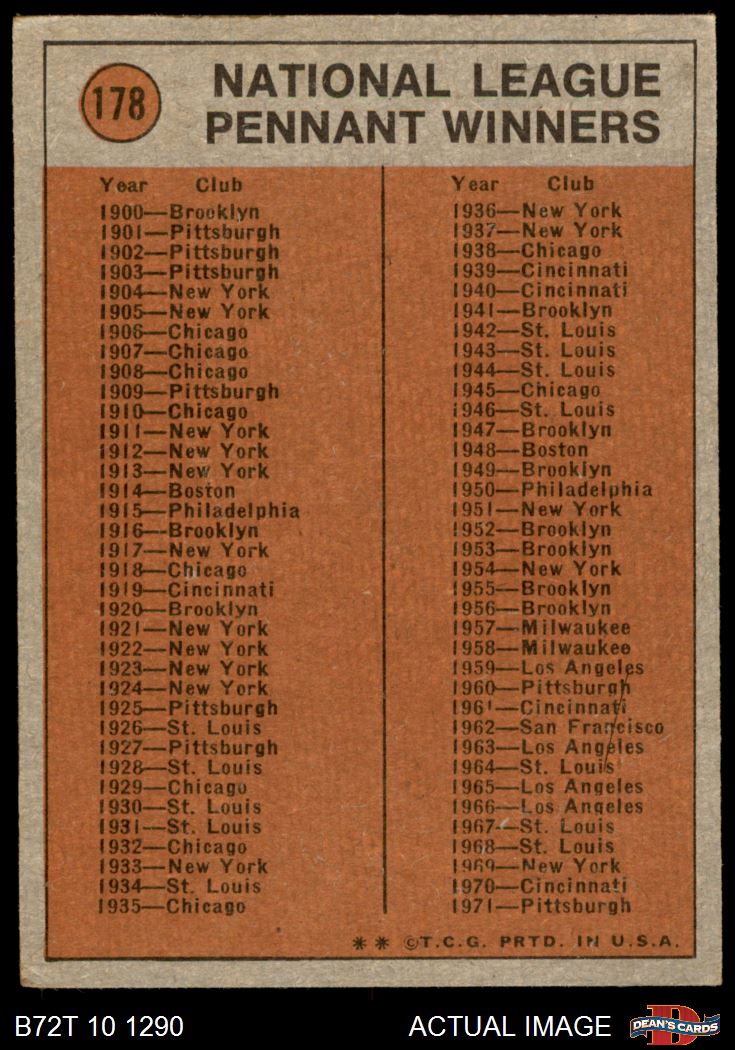 178
NATIONAL LEAGUE
PENNANT WINNERS
Year Club
1900—Brooklyn
1901—Pittsburgh
1902—Pittsburgh
1903—Pittsburgh
1904—New York
1905—New York
1906—Chicago
1907—Chicago
1908—Chicago
1909—Pittsburgh
1910—Chicago
1911—New York
1912—New York
1913—New York
1914—Boston
1915—Philadelphia
1916—Brooklyn
1917—New York
1918—Chicago
1919—Cincinnati
1920—Brooklyn
1921—New York
1922—New York
1923—New York
1924—New York
1925—Pittsburgh
1926—St. Louis
1927—Pittsburgh
1928—St. Louis
1929—Chicago
1930—St. Louis
1931—St. Louis
1932—Chicago
1933—New York
1934—St. Louis
1935—Chicago
Year Club
1936—New York
1937—New York
1938—Chicago
1939—Cincinnati
1940—Cincinnati
1941—Brooklyn
1942—St. Louis
1943—St. Louis
1944—St. Louis
1945—Chicago
1946—St. Louis
1947—Brooklyn
1948—Boston
1949—Brooklyn
1950—Philadelphia
1951—New York
1952—Brooklyn
1953—Brooklyn
1954—New York
1955—Brooklyn
1956—Brooklyn
1957—Milwaukee
1958—Milwaukee
1959—Los Angeles
1960—Pittsburgh
1961—Cincinnati
1962—San Francisco
1963—Los Angeles
1964—St. Louis
1965—Los Angeles
1966—Los Angeles
1967—St. Louis
1968—St. Louis
1969—New York
1970—Cincinnati
1971—Pittsburgh
** ©T.C.G. PRTD. IN U.S.A.
B72T 10 1290
ACTUAL IMAGE
D
DEAN'S CARDS